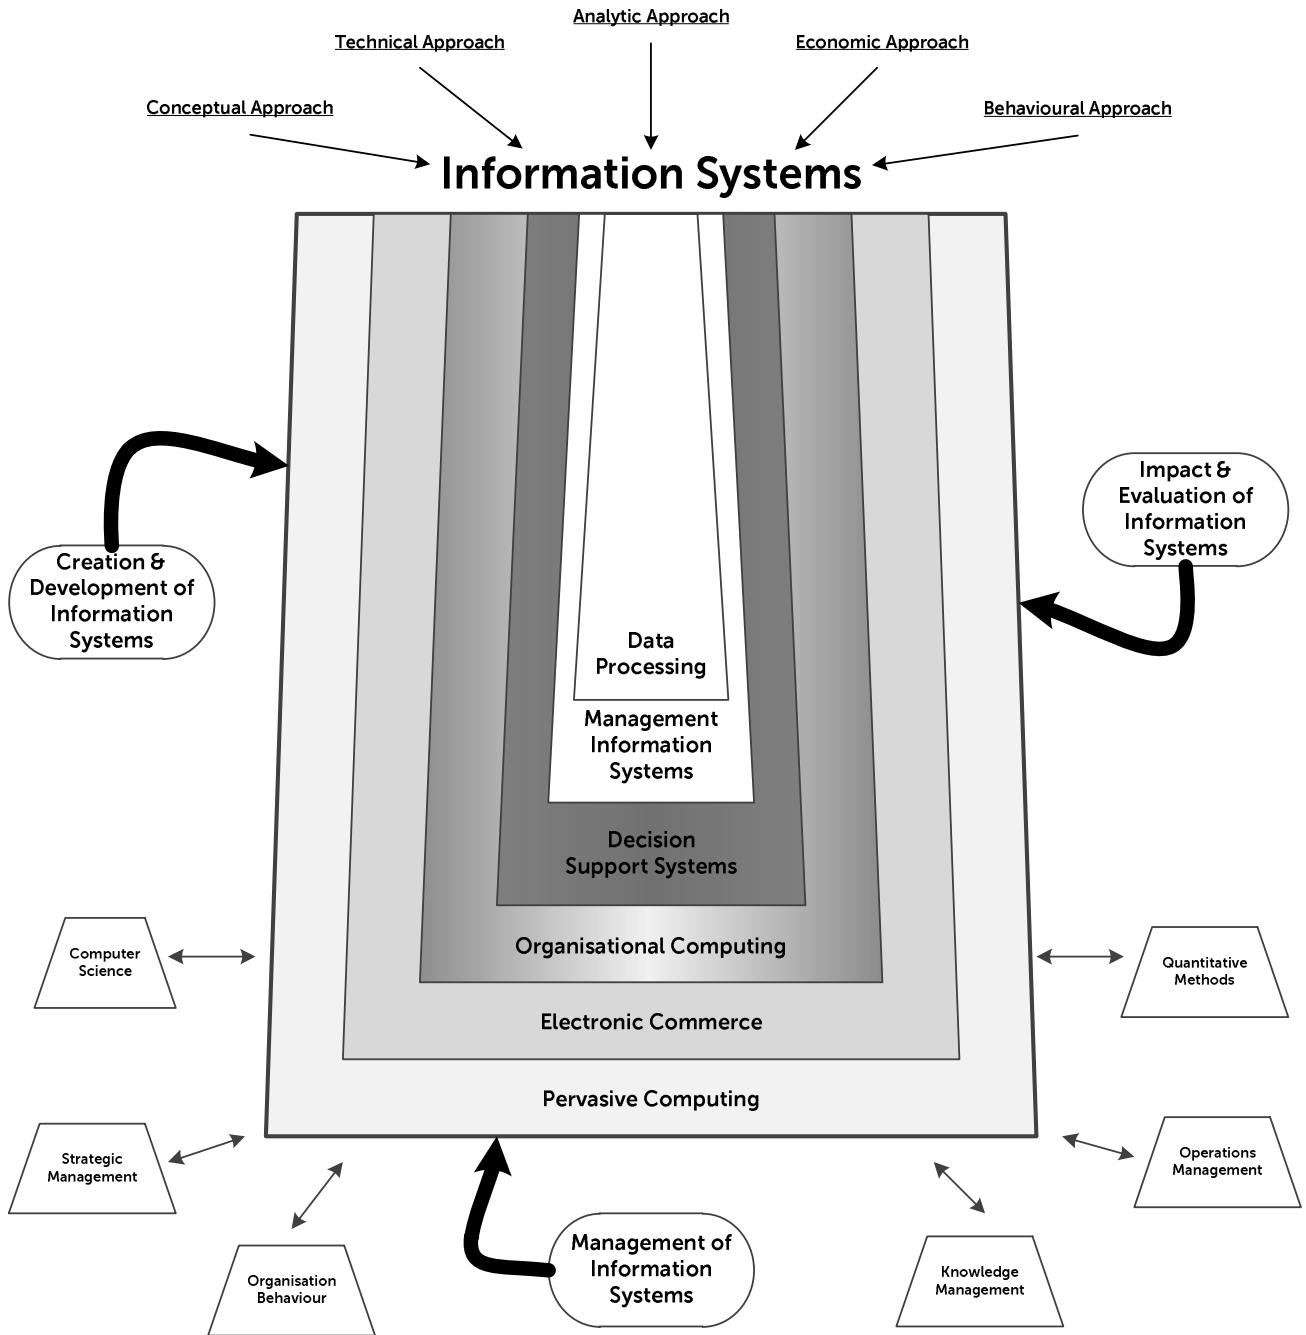 Analytic Approach
Technical Approach
Economic Approach
Conceptual Approach
Behavioural Approach
Information Systems
Impact &
Evaluation of
Information
Systems
Creation &
Development of
Information
Systems
Data
Processing
Management
Information
Systems
Decision
Support Systems
Organisational Computing
Computer
Science
Quantitative
Methods
Electronic Commerce
Pervasive Computing
Strategic
Management
Operations
Management
Organisation
Behaviour
Management of
Information
Systems
Knowledge
Management